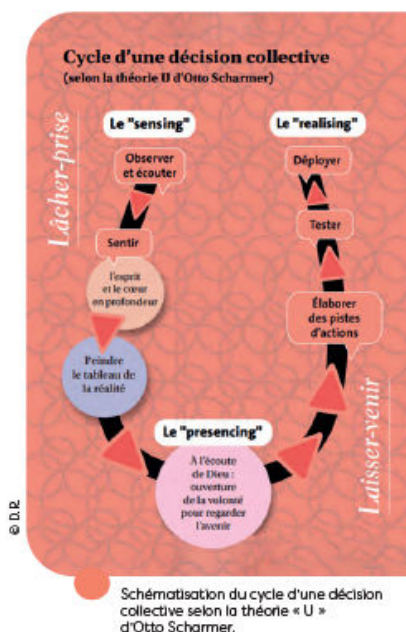 Cycle d'une décision collective
(selon la théorie U d'Otto Scharmer)
Lâcher-prise
Le "sensing"
Observer
et écouter
Sentir
l'esprit
et le cœur
en profondeur
Peindre
le tableau de
la réalité
Le "presencing"
À l'écoute
de Dieu :
ouverture
de la volonté
pour regarder
l'avenir
Le "realising"
Déployer
Tester
Élaborer
des pistes
d'actions
Laisser-venir
© D.R.
Schématisation du cycle d'une décision
collective selon la théorie « U »
d'Otto Scharmer.